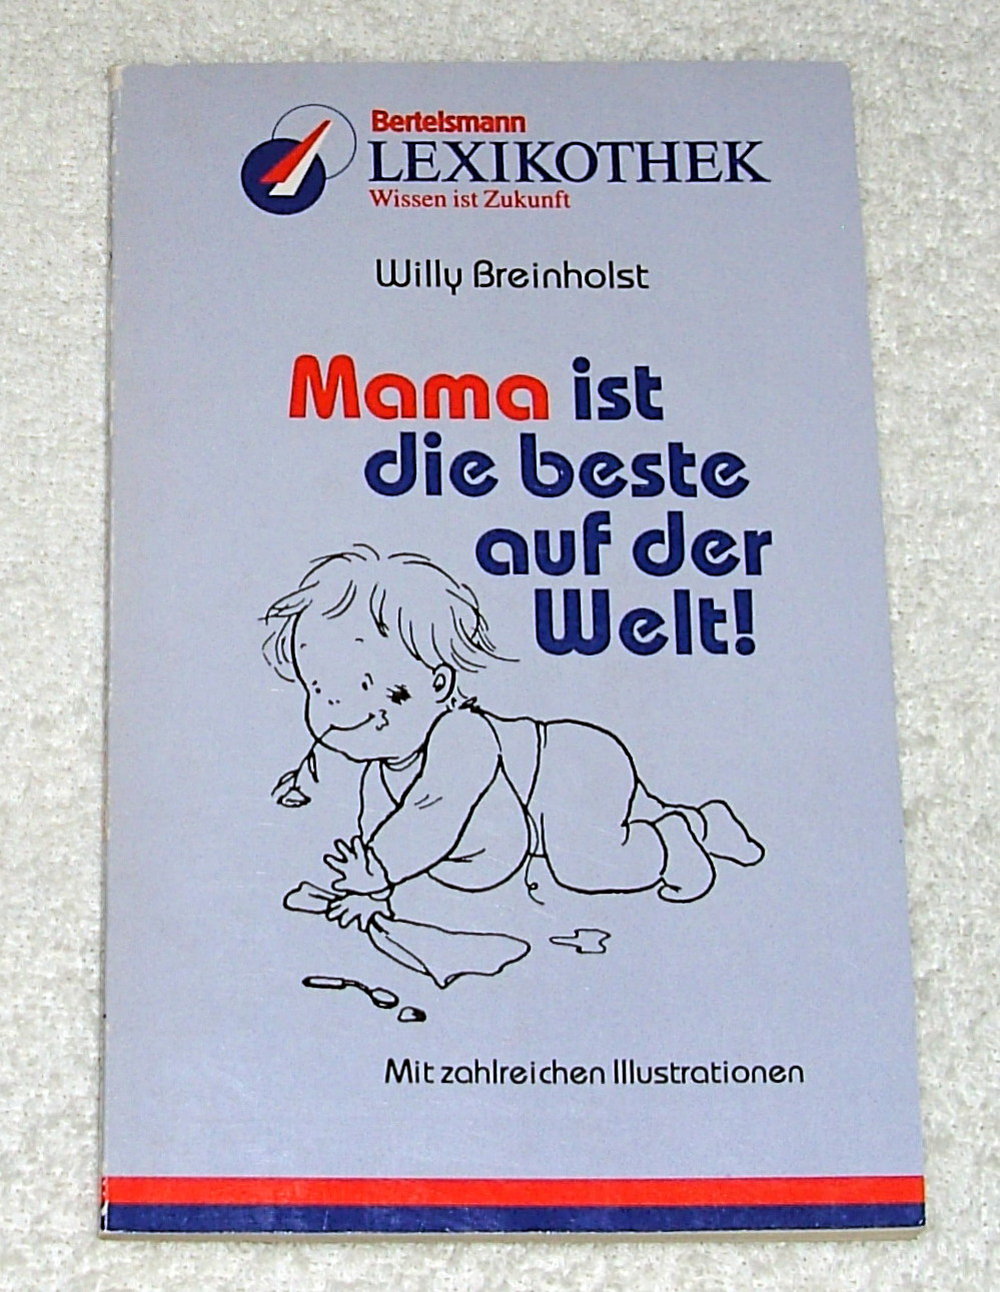 Bertelsmann
LEXIKOTHEK
Wissen ist Zukunft
Willy Breinholst
Mama ist
die beste
auf der
Welt!
Mit zahlreichen Illustrationen